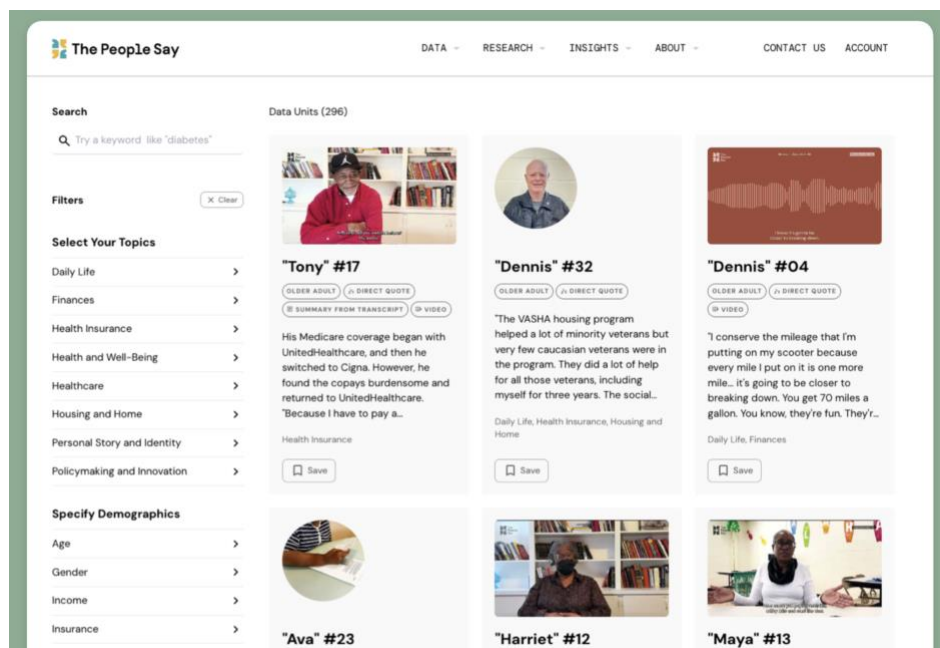 The People Say
DATA
RESEARCH
INSIGHTS
ABOUT
CONTACT US
ACCOUNT
Search
Try a keyword like "diabetes"
Filters
× Clear
Select Your Topics
Daily Life
Finances
Health Insurance
Health and Well-Being
Healthcare
Housing and Home
Personal Story and Identity
Policymaking and Innovation
Specify Demographics
Age
Gender
Income
Insurance
Data Units (296)
"Tony" #17
OLDER ADULT
DIRECT QUOTE
SUMMARY FROM TRANSCRIPT
VIDEO
His Medicare coverage began with
UnitedHealthcare, and then he
switched to Cigna. However, he
found the copays burdensome and
returned to UnitedHealthcare.
"Because I have to pay a…
Health Insurance
Save
"Dennis" #32
OLDER ADULT
DIRECT QUOTE
"The VASHA housing program
helped a lot of minority veterans but
very few caucasian veterans were in
the program. They did a lot of help
for all those veterans, including
myself for three years. The social…
Daily Life, Health Insurance, Housing and
Home
Save
"Dennis" #04
OLDER ADULT
DIRECT QUOTE
VIDEO
"I conserve the mileage that I'm
putting on my scooter because
every mile I put on it is one more
mile… it's going to be closer to
breaking down. You get 70 miles a
gallon. You know, they're fun. They'r…
Daily Life, Finances
Save
"Ava" #23
"Harriet" #12
"Maya" #13